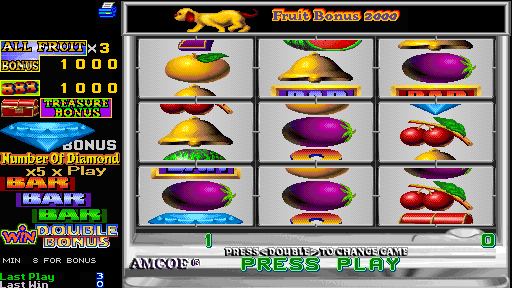 Fruit Bonus 2000
ALL FRUIT x 3
BONUS 1000
1000
TREASURE BONUS
BONUS
Number Of Diamond
x5 x Play
BAR
BAR
BAR
WIN DOUBLE BONUS
MIN 8 FOR BONUS
Last Play 3
Last Win 0
BAR
BAR
1 0
PRESS <DOUBLE> TO CHANGE GAME
AMCOE ®
PRESS PLAY